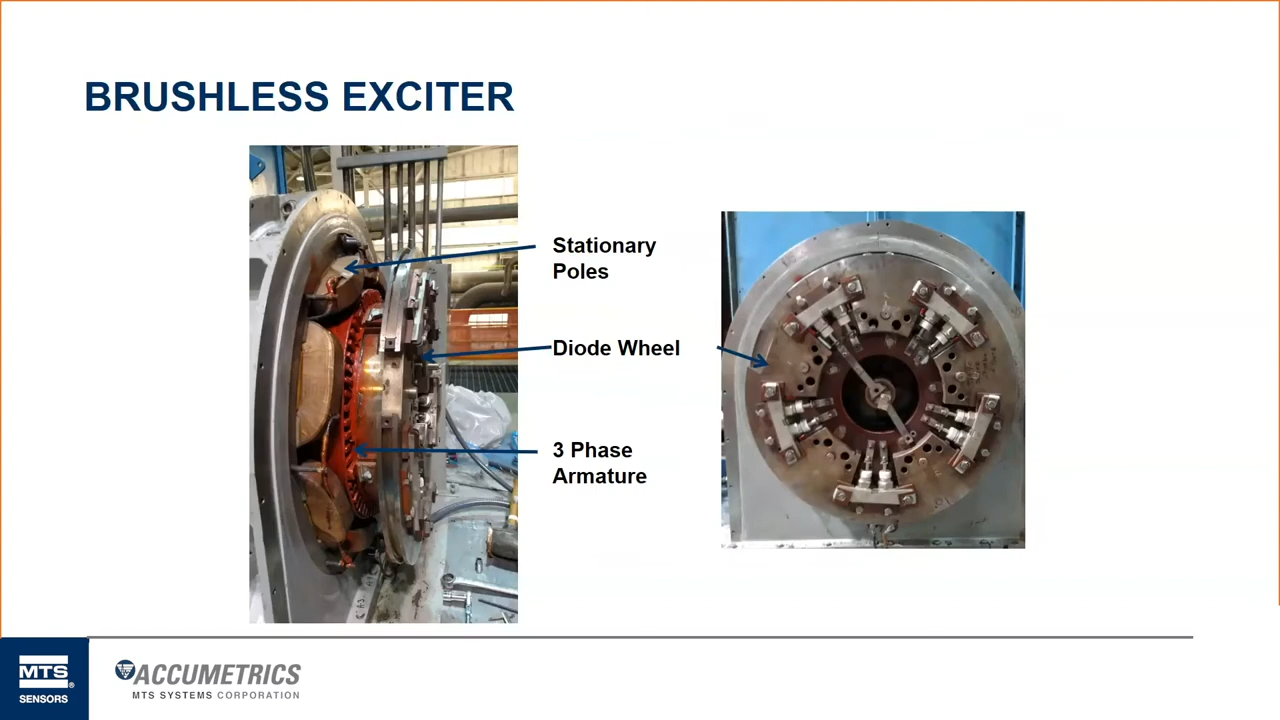 BRUSHLESS EXCITER
Stationary
Poles
Diode Wheel
3 Phase
Armature
MTS
®
SENSORS
ACCUMETRICS
MTS SYSTEMS CORPORATION